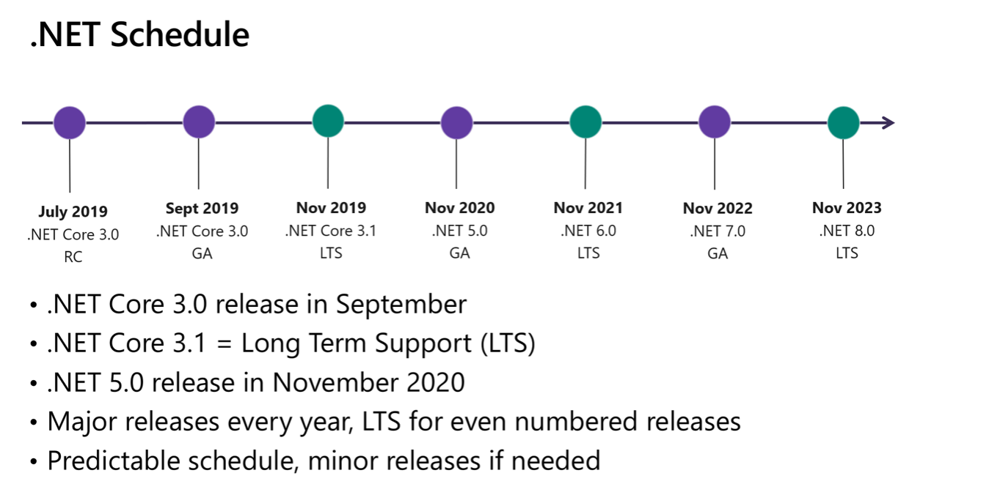 .NET Schedule
July 2019
.NET Core 3.0
RC
Sept 2019
.NET Core 3.0
GA
Nov 2019
.NET Core 3.1
LTS
Nov 2020
.NET 5.0
GA
Nov 2021
.NET 6.0
LTS
Nov 2022
.NET 7.0
GA
Nov 2023
.NET 8.0
LTS
• .NET Core 3.0 release in September
• .NET Core 3.1 = Long Term Support (LTS)
• .NET 5.0 release in November 2020
• Major releases every year, LTS for even numbered releases
• Predictable schedule, minor releases if needed